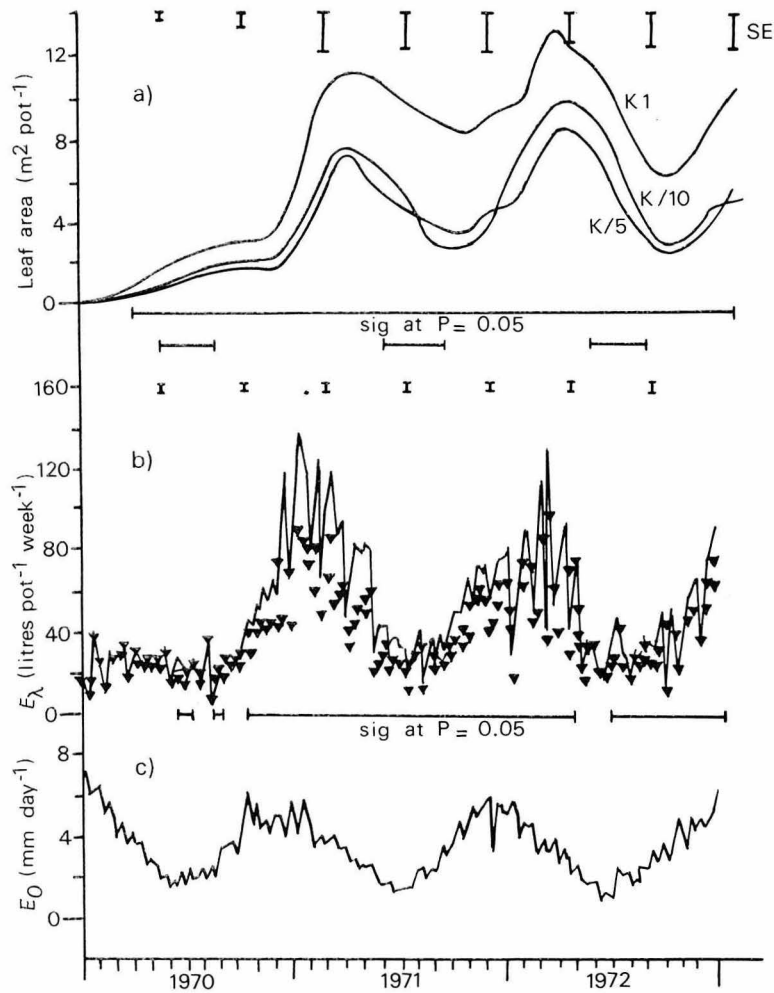 SE
12
8
4
2
0
a)
Leaf area (m² pot⁻¹)
K1
K/10
K/5
sig at P = 0.05
160
120
80
40
0
b)
Eλ (litres pot⁻¹ week⁻¹)
sig at P = 0.05
8
4
2
0
c)
E0 (mm day⁻¹)
1970
1971
1972